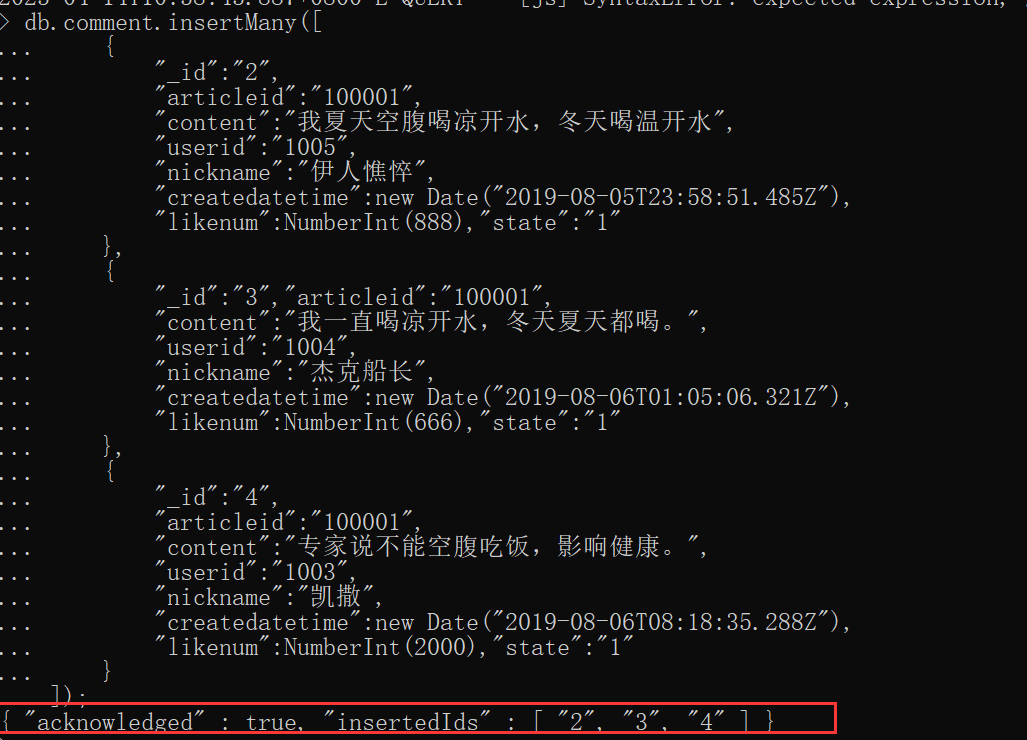 > db.comment.insertMany([
...     {
...         "_id":"2",
...         "articleid":"100001",
...         "content":"我夏天空腹喝凉开水，冬天喝温开水",
...         "userid":"1005",
...         "nickname":"伊人憔悴",
...         "createdatetime":new Date("2019-08-05T23:58:51.485Z"),
...         "likenum":NumberInt(888),"state":"1"
...     },
...     {
...         "_id":"3","articleid":"100001",
...         "content":"我一直喝凉开水，冬天夏天都喝。",
...         "userid":"1004",
...         "nickname":"杰克船长",
...         "createdatetime":new Date("2019-08-06T01:05:06.321Z"),
...         "likenum":NumberInt(666),"state":"1"
...     },
...     {
...         "_id":"4",
...         "articleid":"100001",
...         "content":"专家说不能空腹吃饭，影响健康。",
...         "userid":"1003",
...         "nickname":"凯撒",
...         "createdatetime":new Date("2019-08-06T08:18:35.288Z"),
...         "likenum":NumberInt(2000),"state":"1"
...     }
]);
{ "acknowledged" : true, "insertedIds" : [ "2", "3", "4" ] }